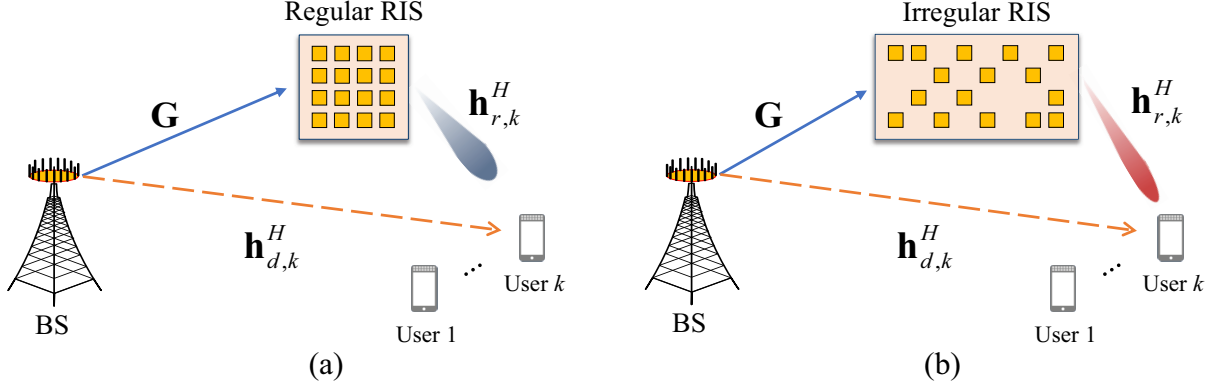 Regular RIS
G
h_{r,k}^H
h_{d,k}^H
BS
User 1
...
User k
(a)
Irregular RIS
G
h_{r,k}^H
h_{d,k}^H
BS
User 1
...
User k
(b)